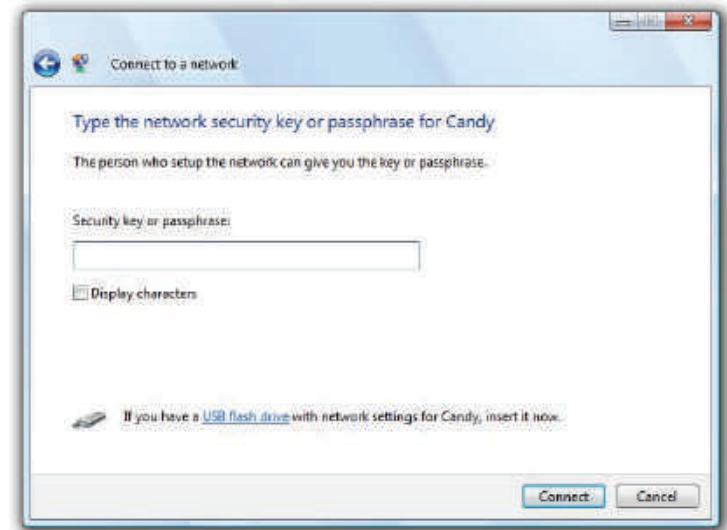 Connect to a network
Type the network security key or passphrase for Candy
The person who setup the network can give you the key or passphrase.
Security key or passphrase:
Display characters
If you have a USB flash drive with network settings for Candy, insert it now.
Connect Cancel